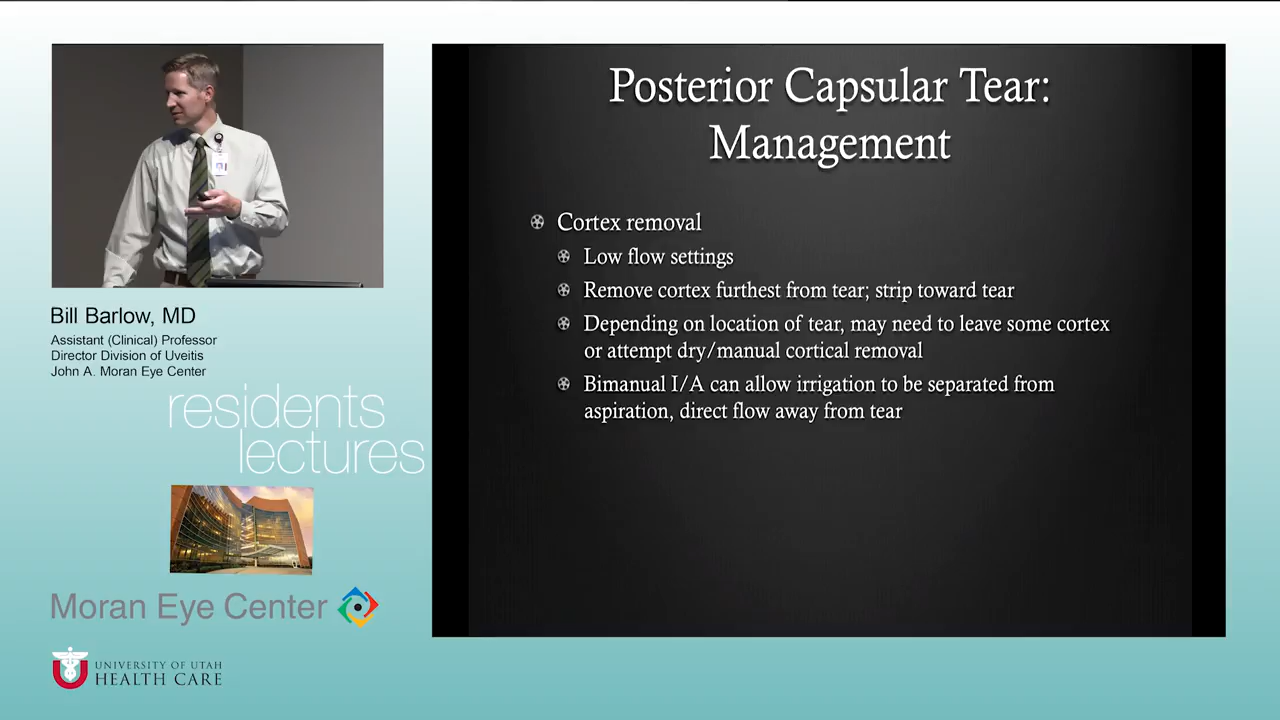 Posterior Capsular Tear:
Management
Cortex removal
Low flow settings
Remove cortex furthest from tear; strip toward tear
Depending on location of tear, may need to leave some cortex
or attempt dry/manual cortical removal
Bimanual I/A can allow irrigation to be separated from
aspiration, direct flow away from tear
Bill Barlow, MD
Assistant (Clinical) Professor
Director Division of Uveitis
John A. Moran Eye Center
residents
lectures
Moran Eye Center
UNIVERSITY OF UTAH
HEALTH CARE